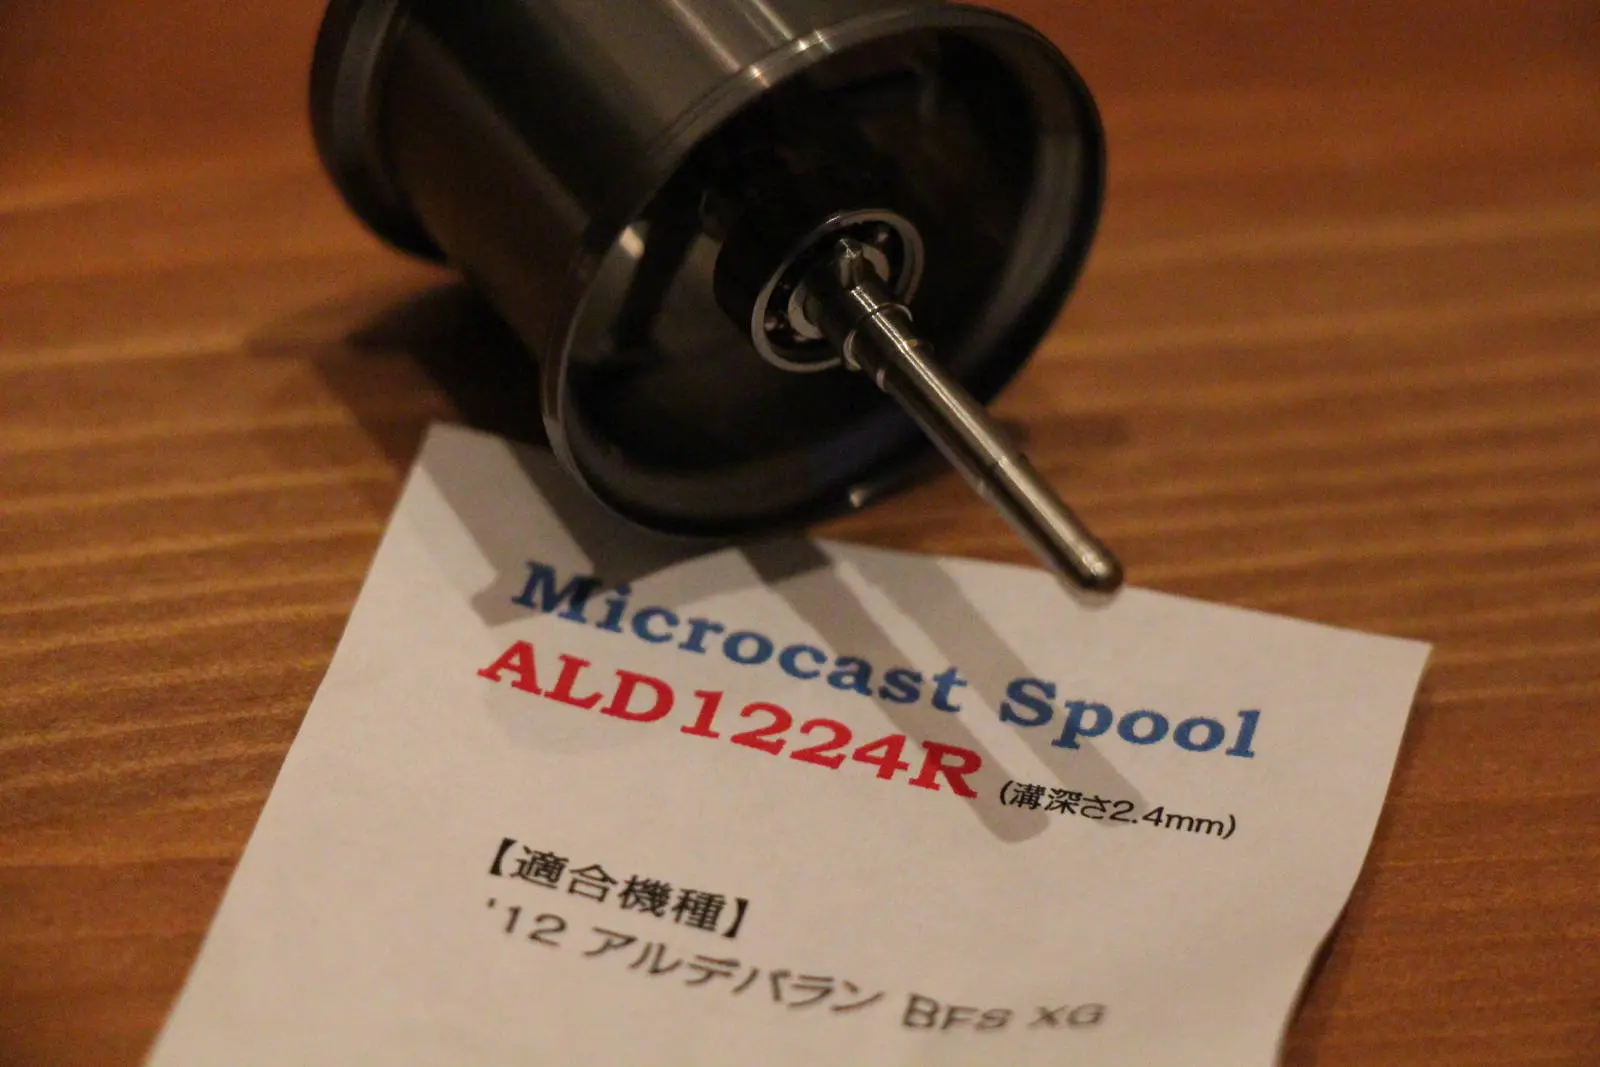 Microcast Spool
ALD1224R (溝深さ2.4mm)
【適合機種】
'12 アルデバラン BFS XG